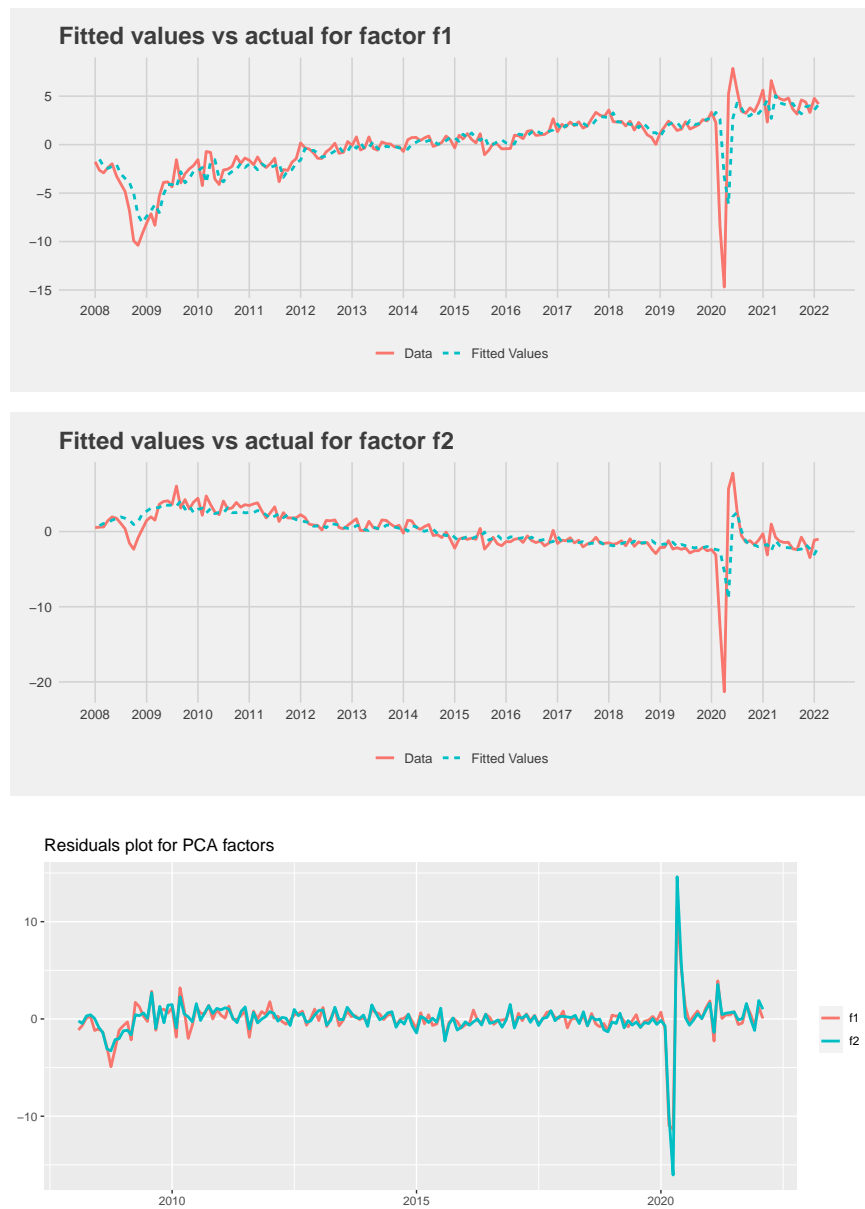 Fitted values vs actual for factor f1
5
0
−5
−10
−15
2008 2009 2010 2011 2012 2013 2014 2015 2016 2017 2018 2019 2020 2021 2022
Data Fitted Values
Fitted values vs actual for factor f2
0
−10
−20
2008 2009 2010 2011 2012 2013 2014 2015 2016 2017 2018 2019 2020 2021 2022
Data Fitted Values
Residuals plot for PCA factors
10
0
−10
2010 2015 2020
f1
f2